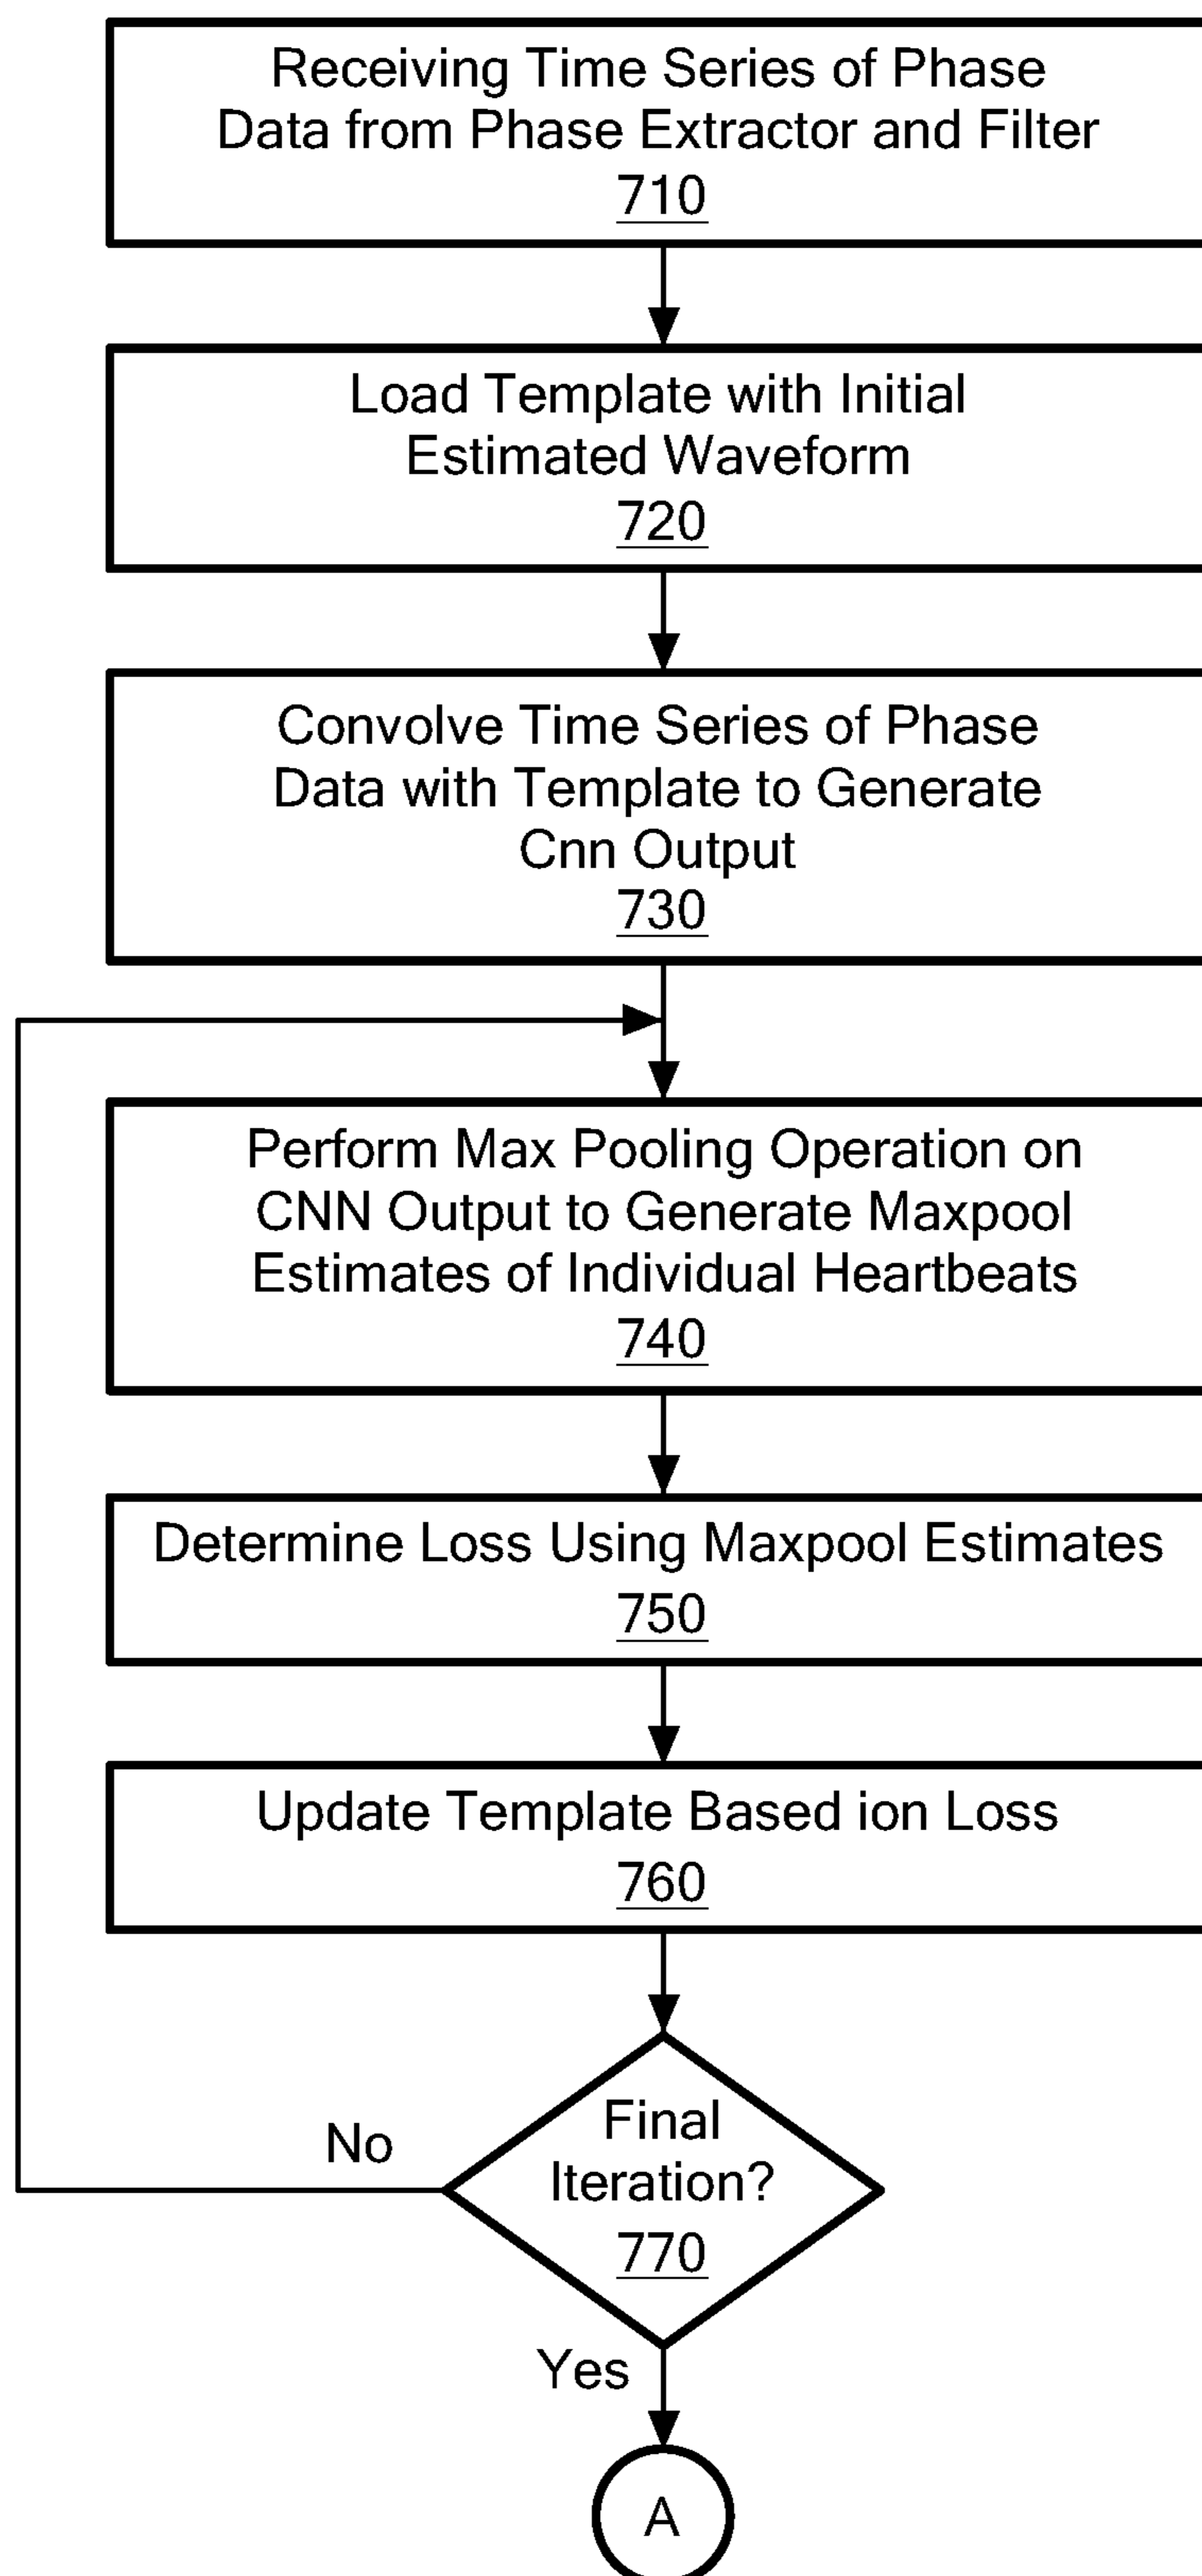 Receiving Time Series of Phase
Data from Phase Extractor and Filter
710
Load Template with Initial
Estimated Waveform
720
Convolve Time Series of Phase
Data with Template to Generate
Cnn Output
730
Perform Max Pooling Operation on
CNN Output to Generate Maxpool
Estimates of Individual Heartbeats
740
Determine Loss Using Maxpool Estimates
750
Update Template Based ion Loss
760
Final
Iteration?
770
No
Yes
A